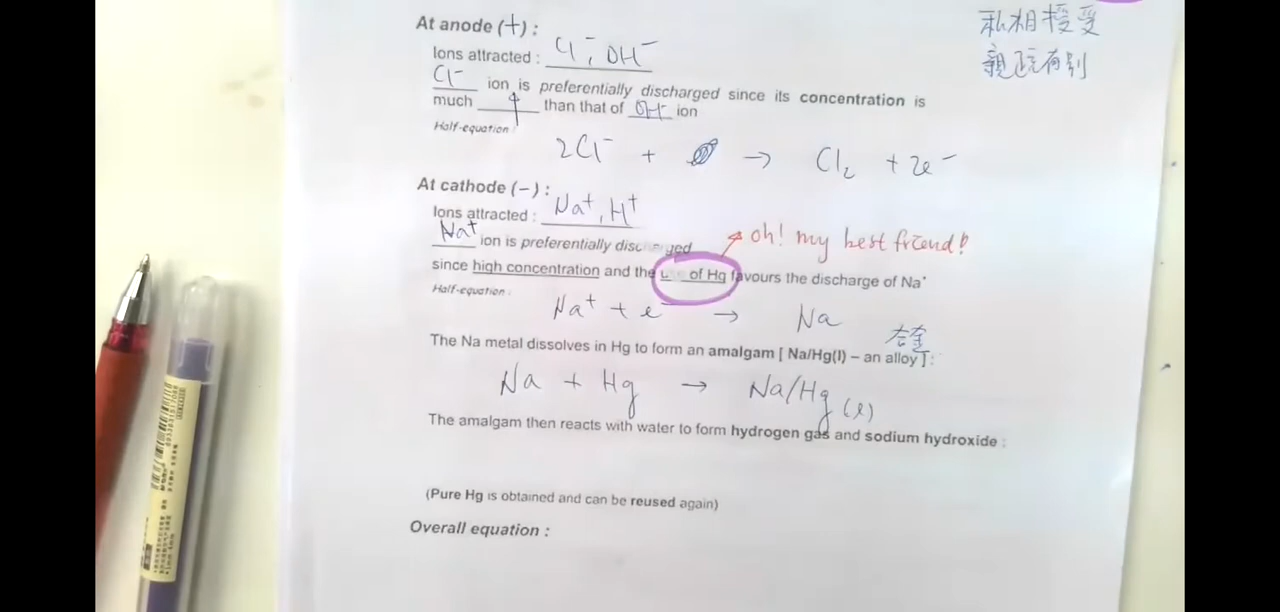 私相授受
親疏有別
At anode (+) :
Ions attracted : Cl⁻, OH⁻
Cl⁻ ion is preferentially discharged since its concentration is
much ↑ than that of OH⁻ ion
Half-equation :
2Cl⁻ + → Cl₂ + 2e⁻
At cathode (−) :
Ions attracted : Na⁺, H⁺
Na⁺ ion is preferentially discharged
oh! my best friend!
since high concentration and the use of Hg favours the discharge of Na⁺
Half-equation :
Na⁺ + e⁻ → Na
The Na metal dissolves in Hg to form an amalgam [ Na/Hg(l) – an alloy ] :
Na + Hg → Na/Hg (l)
The amalgam then reacts with water to form hydrogen gas and sodium hydroxide :
(Pure Hg is obtained and can be reused again)
Overall equation :